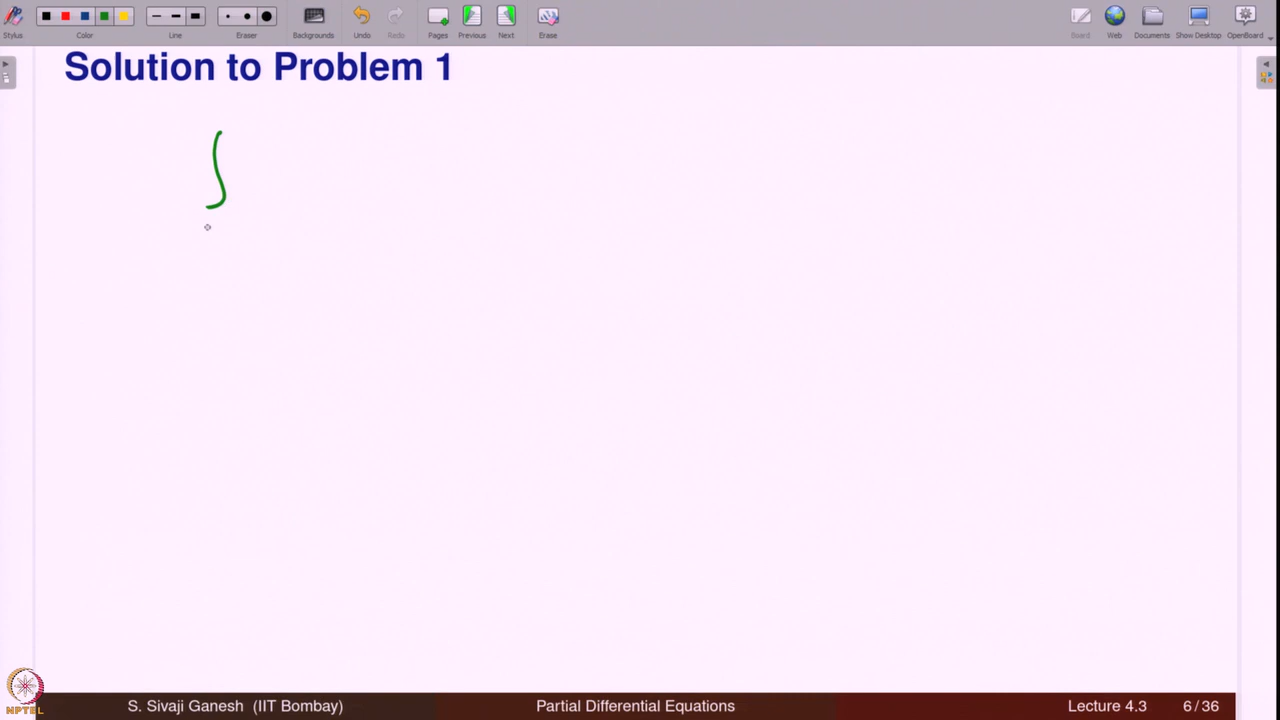 Stylus Color Line Eraser Backgrounds Undo Redo Pages Previous Next Erase Board Web Documents Show Desktop OpenBoard
Solution to Problem 1
NPTEL
S. Sivaji Ganesh (IIT Bombay) Partial Differential Equations Lecture 4.3 6/36